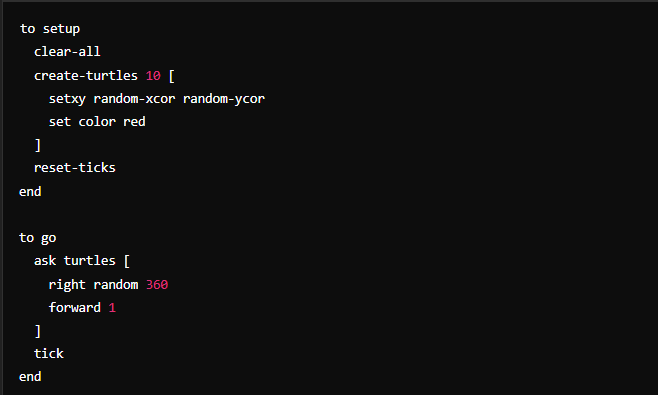 to setup
  clear-all
  create-turtles 10 [
    setxy random-xcor random-ycor
    set color red
  ]
  reset-ticks
end

to go
  ask turtles [
    right random 360
    forward 1
  ]
  tick
end